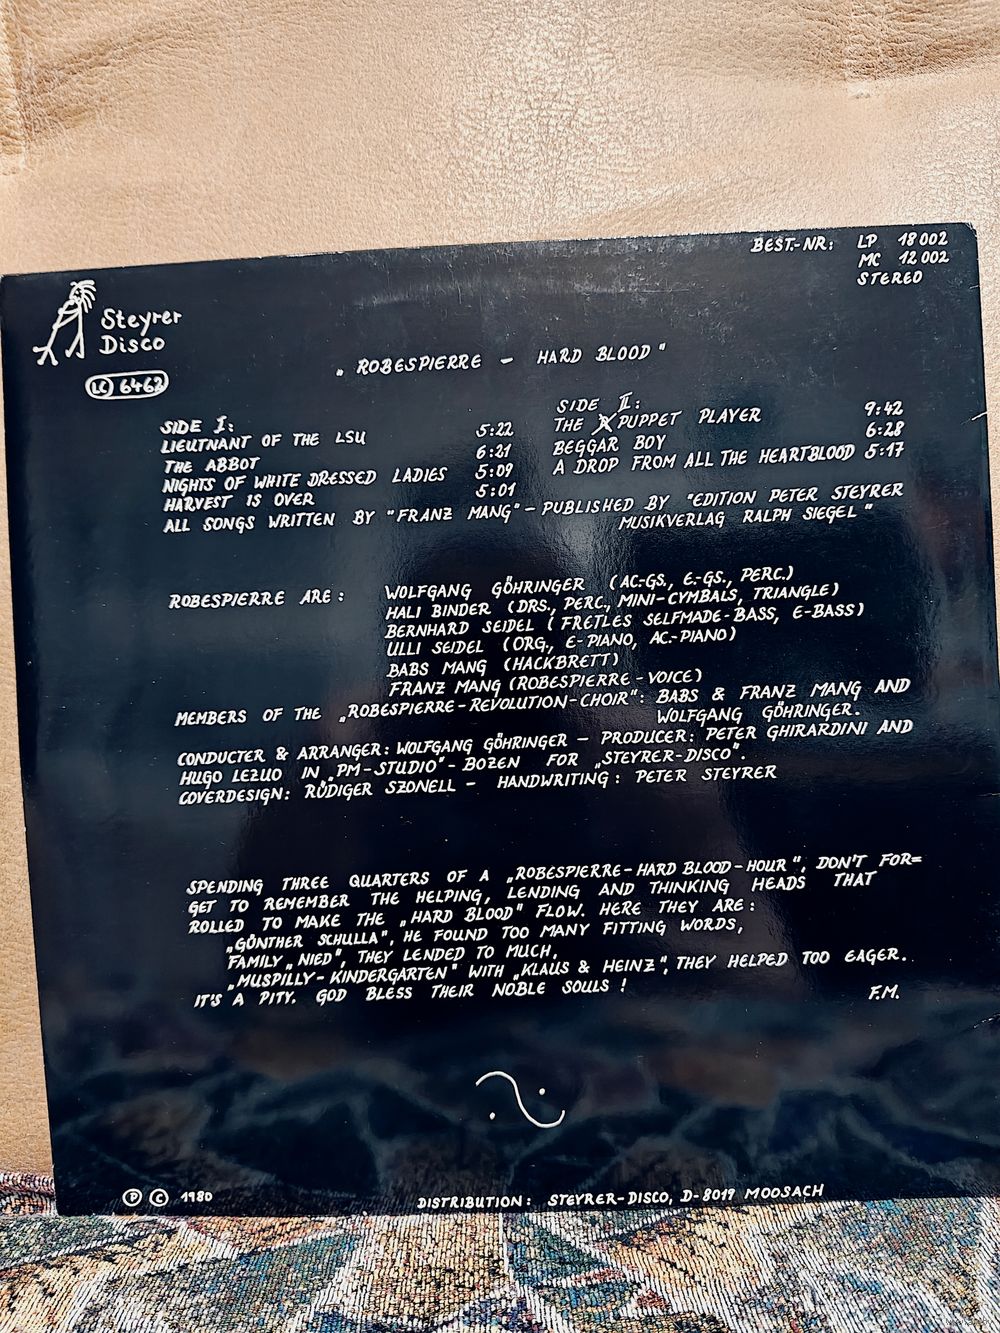 BEST.-NR: LP 18 002
MC 12 002
STEREO
Steyrer
Disco
LC 6462
„ROBESPIERRE - HARD BLOOD"
SIDE I:
LIEUTNANT OF THE LSU 5:22
THE ABBOT 6:21
NIGHTS OF WHITE DRESSED LADIES 5:09
HARVEST IS OVER 5:01
SIDE II:
THE PUPPET PLAYER 9:42
BEGGAR BOY 6:28
A DROP FROM ALL THE HEARTBLOOD 5:17
ALL SONGS WRITTEN BY "FRANZ MANG" - PUBLISHED BY "EDITION PETER STEYRER
MUSIKVERLAG RALPH SIEGEL"
ROBESPIERRE ARE: WOLFGANG GÖHRINGER (AC.-GS., E.-GS., PERC.)
HALI BINDER (DRS., PERC, MINI-CYMBALS, TRIANGLE)
BERNHARD SEIDEL (FRETLES SELFMADE-BASS, E-BASS)
ULLI SEIDEL (ORG., E-PIANO, AC.-PIANO)
BABS MANG (HACKBRETT)
FRANZ MANG (ROBESPIERRE-VOICE)
MEMBERS OF THE „ROBESPIERRE-REVOLUTION-CHOIR": BABS & FRANZ MANG AND
WOLFGANG GÖHRINGER.
CONDUCTER & ARRANGER: WOLFGANG GÖHRINGER - PRODUCER: PETER GHIRARDINI AND
HUGO LEZUO IN „PM-STUDIO"- BOZEN FOR „STEYRER-DISCO".
COVERDESIGN: RÜDIGER SZONELL - HANDWRITING: PETER STEYRER
SPENDING THREE QUARTERS OF A „ROBESPIERRE-HARD BLOOD-HOUR", DON'T FOR=
GET TO REMEMBER THE HELPING, LENDING AND THINKING HEADS THAT
ROLLED TO MAKE THE „HARD BLOOD" FLOW. HERE THEY ARE:
„GÜNTHER SCHULLA", HE FOUND TOO MANY FITTING WORDS,
FAMILY „NIED", THEY LENDED TO MUCH,
„MUSPILLY-KINDERGARTEN" WITH „KLAUS & HEINZ", THEY HELPED TOO EAGER.
IT'S A PITY. GOD BLESS THEIR NOBLE SOULS!
F.M.
Ⓟ © 1980
DISTRIBUTION: STEYRER-DISCO, D-8019 MOOSACH